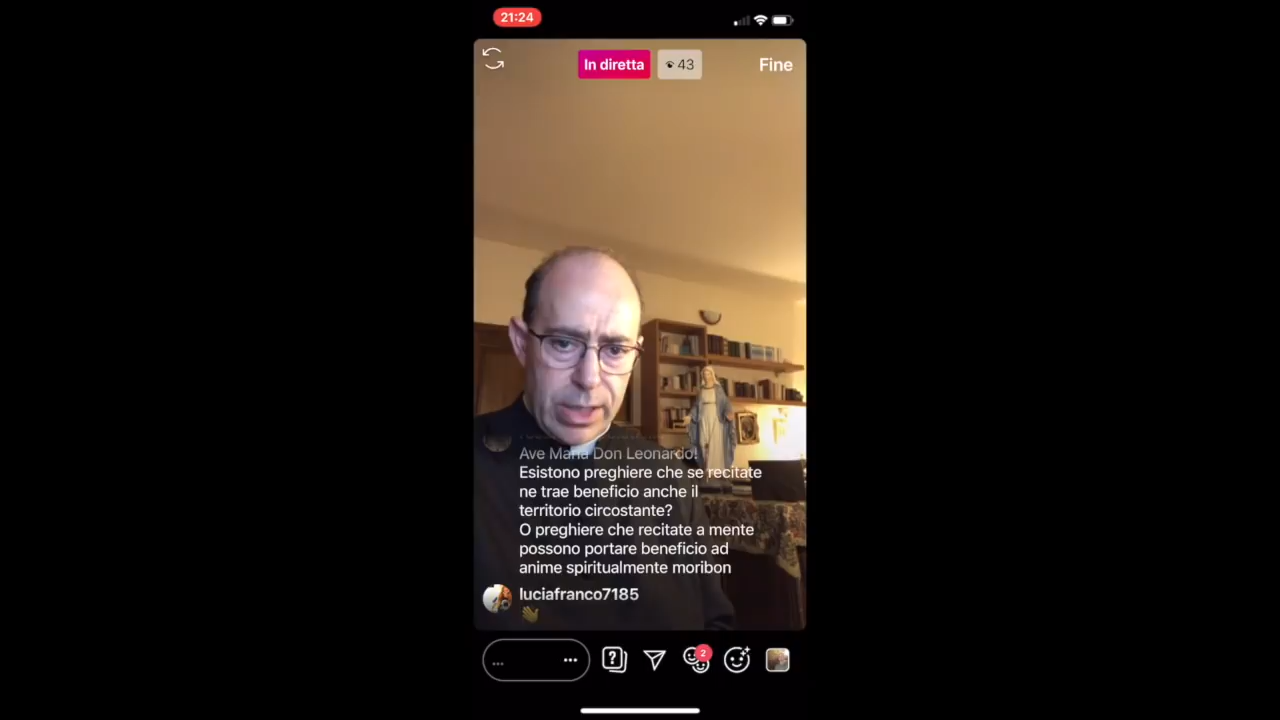 21:24
In diretta
43
Fine
Ave Maria Don Leonardo!
Esistono preghiere che se recitate
ne trae beneficio anche il
territorio circostante?
O preghiere che recitate a mente
possono portare beneficio ad
anime spiritualmente moribon
luciafranco7185
...
2